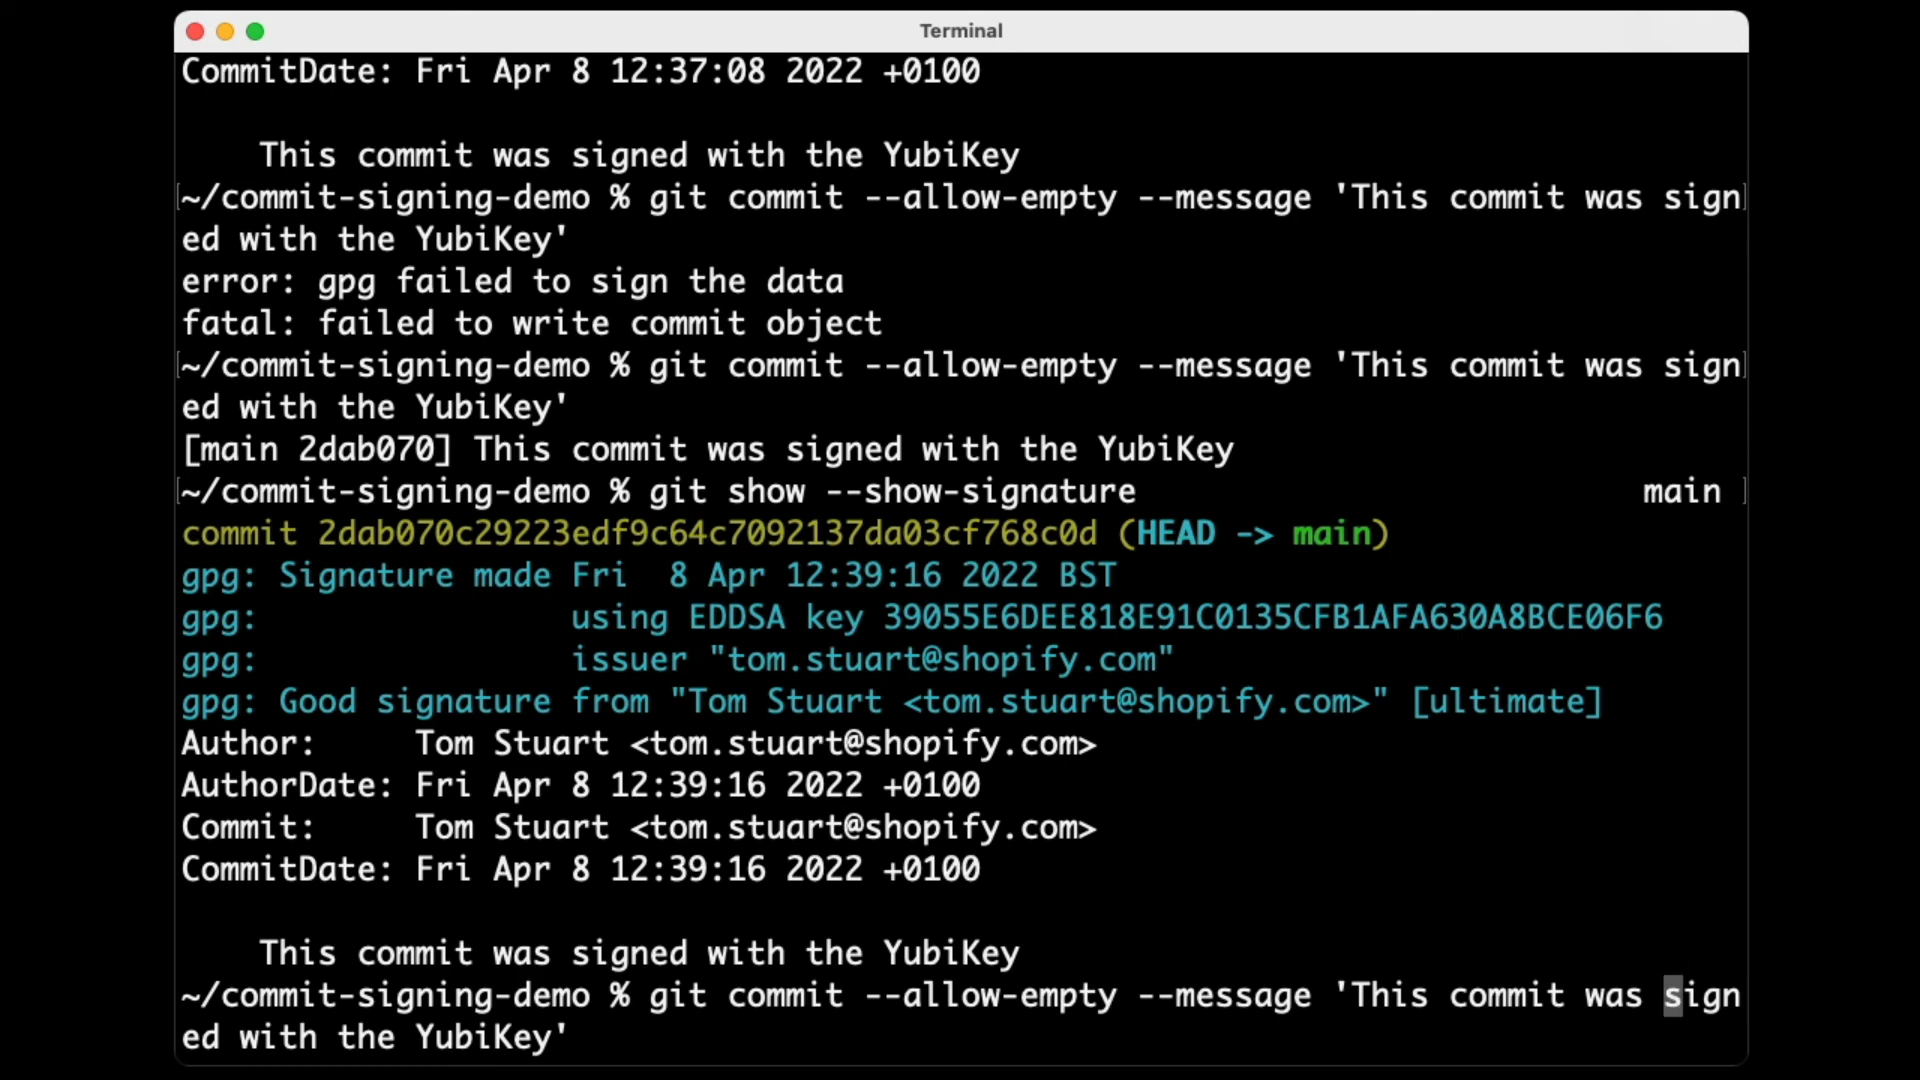 Terminal
CommitDate: Fri Apr 8 12:37:08 2022 +0100
This commit was signed with the YubiKey
~/commit-signing-demo % git commit --allow-empty --message 'This commit was sign
ed with the YubiKey'
error: gpg failed to sign the data
fatal: failed to write commit object
~/commit-signing-demo % git commit --allow-empty --message 'This commit was sign
ed with the YubiKey'
[main 2dab070] This commit was signed with the YubiKey
~/commit-signing-demo % git show --show-signature main
commit 2dab070c29223edf9c64c7092137da03cf768c0d (HEAD -> main)
gpg: Signature made Fri  8 Apr 12:39:16 2022 BST
gpg:                using EDDSA key 39055E6DEE818E91C0135CFB1AFA630A8BCE06F6
gpg:                issuer "tom.stuart@shopify.com"
gpg: Good signature from "Tom Stuart <tom.stuart@shopify.com>" [ultimate]
Author:     Tom Stuart <tom.stuart@shopify.com>
AuthorDate: Fri Apr 8 12:39:16 2022 +0100
Commit:     Tom Stuart <tom.stuart@shopify.com>
CommitDate: Fri Apr 8 12:39:16 2022 +0100
This commit was signed with the YubiKey
~/commit-signing-demo % git commit --allow-empty --message 'This commit was sign
ed with the YubiKey'